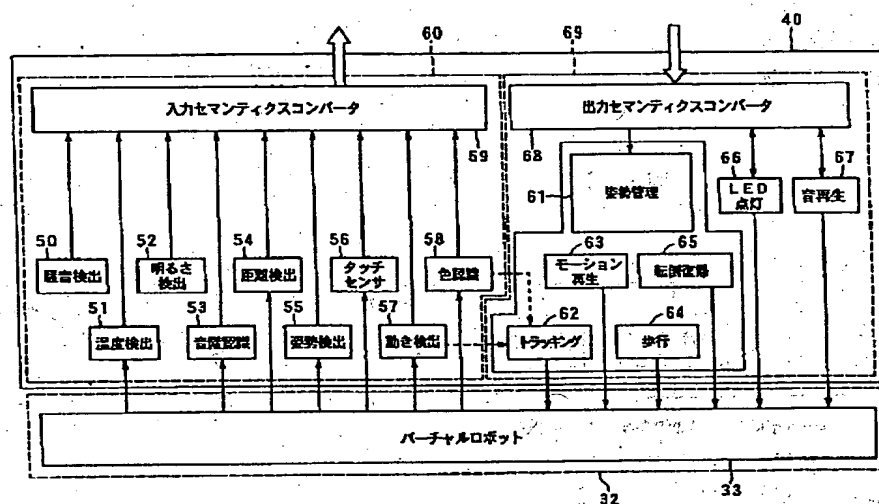 60
69
40
入力セマンティクスコンバータ
59
出力セマンティクスコンバータ
68
66
67
61
姿勢管理
LED
点灯
音再生
50
騒音検出
52
明るさ
検出
54
距離検出
56
タッチ
センサ
58
色認識
63
モーション
再生
65
転倒復帰
51
温度検出
53
音階認識
55
姿勢検出
57
動き検出
62
トラッキング
64
歩行
バーチャルロボット
32
33